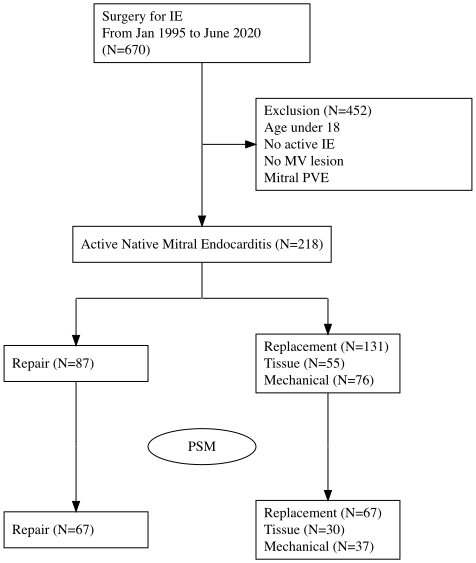 Surgery for IE
From Jan 1995 to June 2020
(N=670)
Exclusion (N=452)
Age under 18
No active IE
No MV lesion
Mitral PVE
Active Native Mitral Endocarditis (N=218)
Repair (N=87)
Replacement (N=131)
Tissue (N=55)
Mechanical (N=76)
PSM
Repair (N=67)
Replacement (N=67)
Tissue (N=30)
Mechanical (N=37)